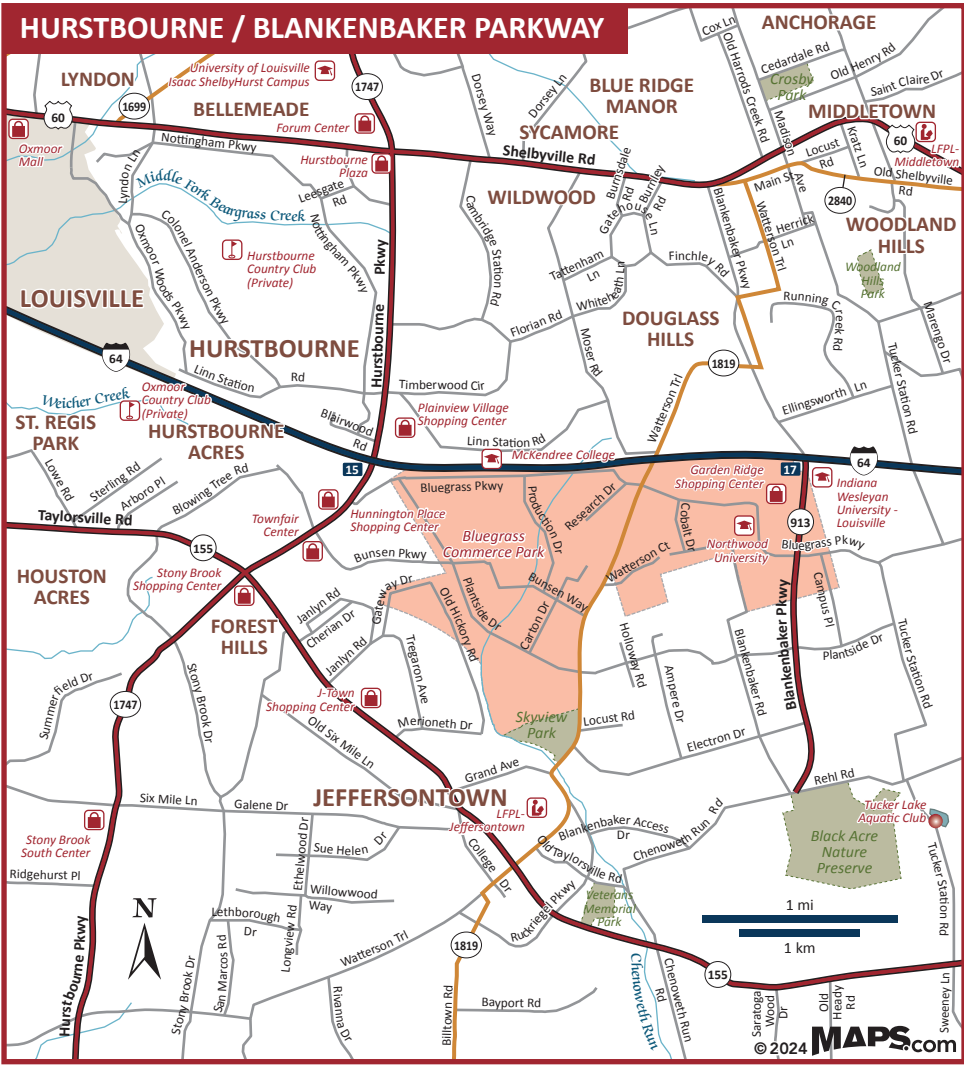 HURSTBOURNE / BLANKENBAKER PARKWAY
ANCHORAGE
Cox Ln
Old Harrods Creek Rd
Cedardale Rd
Old Henry Rd
Crosby
Park
Saint Claire Dr
LYNDON
University of Louisville
Isaac ShelbyHurst Campus
1747
Dorsey Way
Dorsey Ln
BLUE RIDGE
MANOR
1699
60
BELLEMEADE
Forum Center
SYCAMORE
MIDDLETOWN
Madison
Ave
Locust
Rd
Kratz Ln
60
LFPL-
Middletown
Oxmoor
Mall
Nottingham Pkwy
Hurstbourne
Plaza
Shelbyville Rd
Old Shelbyville
Rd
Main St
2840
Lyndon Ln
Middle Fork
Beargrass Creek
Leesgate
Rd
WILDWOOD
Burnsdale
Rd
Gatehouse Ln
E Burnley
Rd
Blankenbaker Pkwy
Watterson Trl
Herrick
Ln
WOODLAND
HILLS
Nottingham Pkwy
Cambridge Station Rd
Oxmoor Woods Pkwy
Colonel Anderson Pkwy
Hurstbourne
Country Club
(Private)
Hurstbourne Pkwy
Tattenham
Ln
Finchley Rd
Whiteheath Ln
Woodland
Hills
Park
LOUISVILLE
Florian Rd
Moser Rd
DOUGLASS
HILLS
Running
Creek Rd
Marengo Dr
HURSTBOURNE
64
Tucker Station Rd
1819
Linn Station
Rd
Timberwood Cir
Watterson Trl
Ellingsworth Ln
Weicher Creek
Oxmoor
Country Club
(Private)
ST. REGIS
PARK
HURSTBOURNE
ACRES
Blairwood
Rd
Plainview Village
Shopping Center
Linn Station Rd
McKendree College
15
Garden Ridge
Shopping Center
17
64
Lowe Rd
Sterling Rd
Arboro Pl
Blowing Tree Rd
Bluegrass Pkwy
Production Dr
Research Dr
Cobalt Dr
Indiana
Wesleyan
University -
Louisville
Taylorsville Rd
Townfair
Center
Hunnington Place
Shopping Center
Bluegrass
Commerce Park
Northwood
University
913
Bluegrass Pkwy
155
Bunsen Pkwy
Watterson Ct
Stony Brook
Shopping Center
HOUSTON
ACRES
Gateway Dr
Plantside Dr
Bunsen Way
Campus Pl
Janlyn Rd
Cherian Dr
Old Hickory Rd
Carton Dr
Blankenbaker Pkwy
FOREST
HILLS
Janlyn Rd
Tregaron Ave
Holloway Rd
Blankenbaker Rd
Plantside Dr
Tucker Station Rd
Summerfield Dr
Stony Brook Dr
Ampere Dr
1747
J-Town
Shopping Center
Merioneth Dr
Skyview
Park
Locust Rd
Old Six Mile Ln
Electron Dr
Grand Ave
Rehl Rd
Six Mile Ln
Galene Dr
JEFFERSONTOWN
LFPL-
Jeffersontown
Tucker Lake
Aquatic Club
Stony Brook
South Center
Ethelwood Dr
Sue Helen Dr
College Dr
Blankenbaker Access
Dr
Old Taylorsville Rd
Chenoweth Run Rd
Black Acre
Nature
Preserve
Ridgehurst Pl
Willowwood
Way
Veterans
Memorial
Park
Tucker Station Rd
N
Lethborough
Dr
Longview Rd
Ruckriegel Pkwy
1 mi
1 km
Hurstbourne Pkwy
San Marcos Rd
Stony Brook Dr
Watterson Trl
1819
Chenoweth Run
Chenoweth Run
Rd
155
Rivanna Dr
Billtown Rd
Bayport Rd
Saratoga
Wood
Dr
Old
Heady
Rd
Sweeney Ln
© 2024 MAPS.com